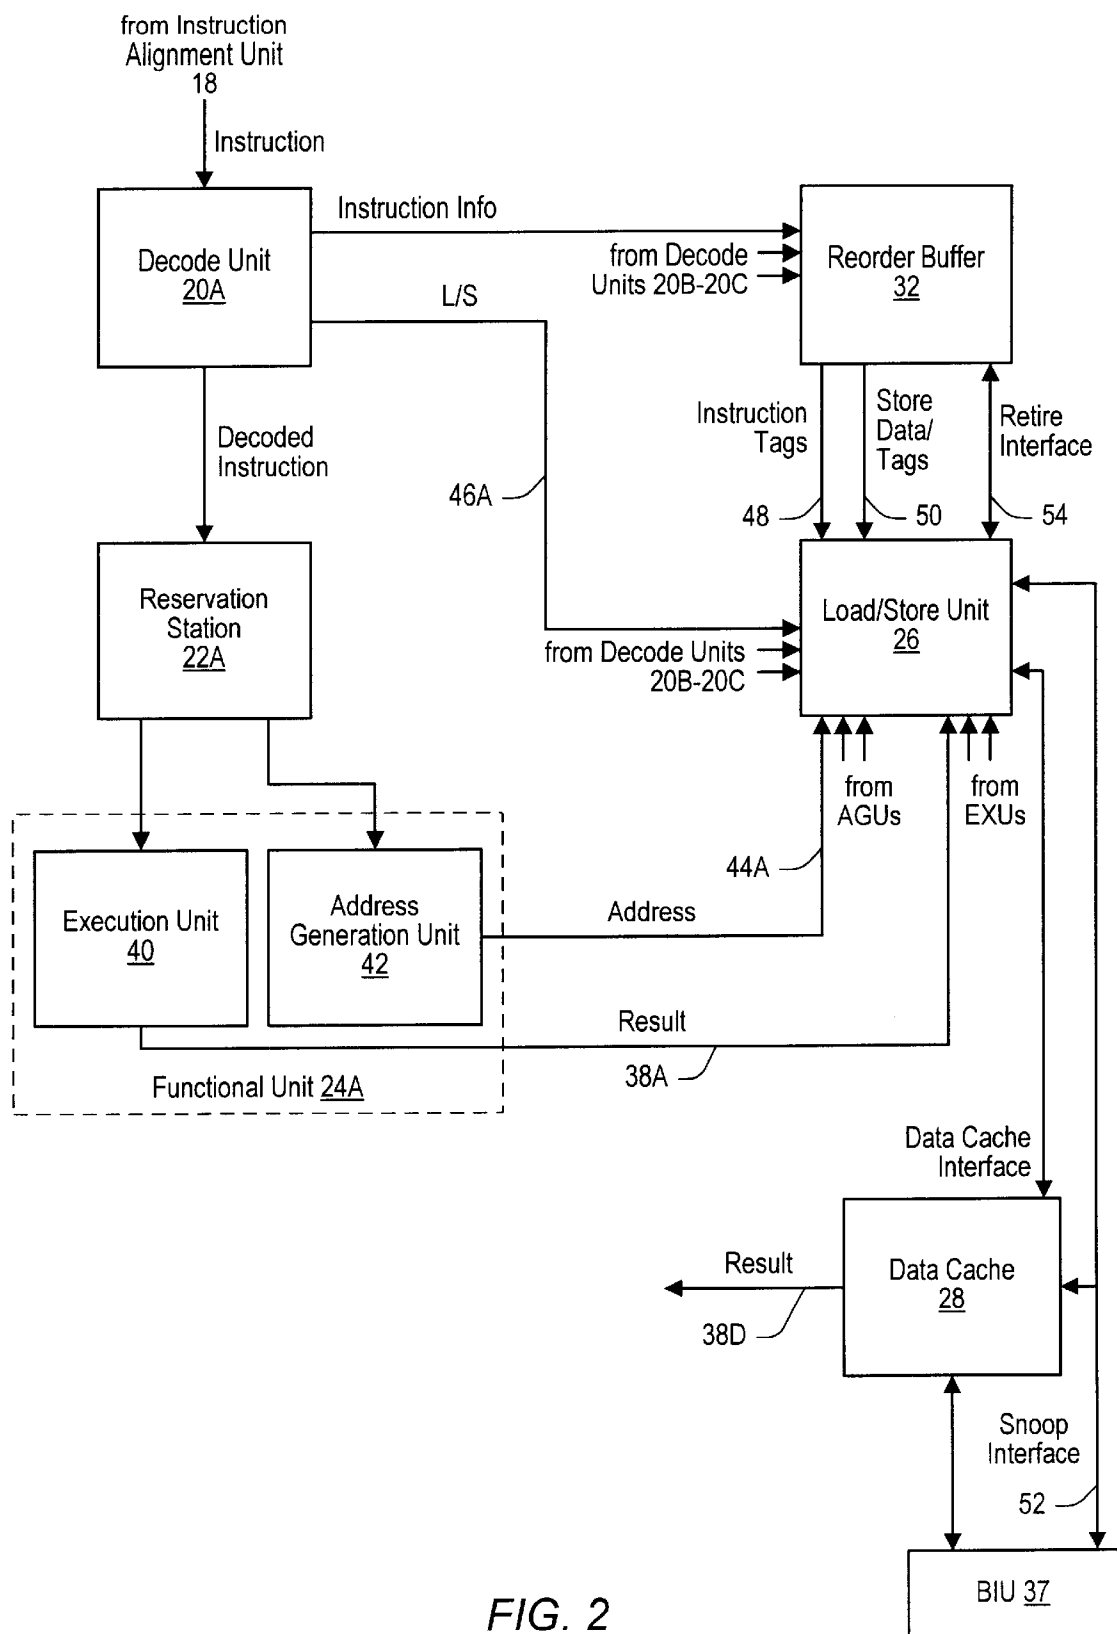 from Instruction
Alignment Unit
18
Instruction
Decode Unit
20A
Instruction Info
from Decode
Units 20B-20C
Reorder Buffer
32
L/S
Decoded
Instruction
46A
Instruction
Tags
Store
Data/
Tags
Retire
Interface
48
50
54
Reservation
Station
22A
Load/Store Unit
26
from Decode Units
20B-20C
from
AGUs
from
EXUs
44A
Execution Unit
40
Address
Generation Unit
42
Address
Result
38A
Functional Unit 24A
Data Cache
Interface
Data Cache
28
Result
38D
Snoop
Interface
52
BIU 37
FIG. 2